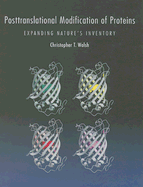 Posttranslational Modification of Proteins
EXPANDING NATURE'S INVENTORY
Christopher T. Walsh